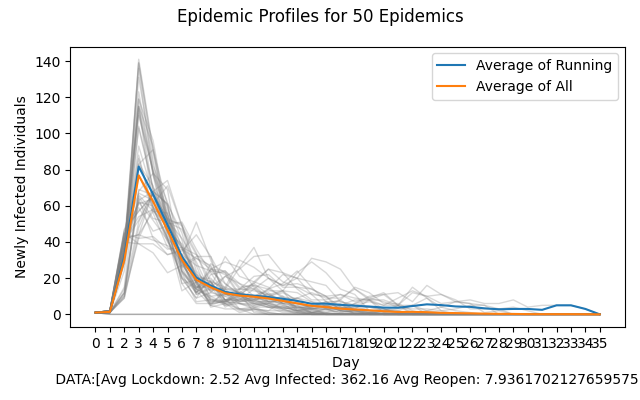 Epidemic Profiles for 50 Epidemics
Average of Running
Average of All
140
120
100
80
60
40
20
0
Newly Infected Individuals
0 1 2 3 4 5 6 7 8 9 10 11 12 13 14 15 16 17 18 19 20 21 22 23 24 25 26 27 28 29 30 31 32 33 34 35
Day
DATA:[Avg Lockdown: 2.52 Avg Infected: 362.16 Avg Reopen: 7.9361702127659575